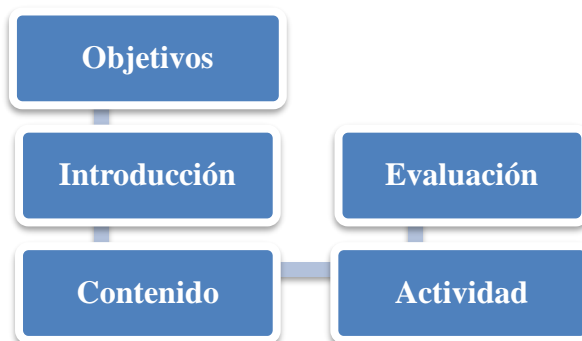 Objetivos
Introducción
Contenido
Actividad
Evaluación